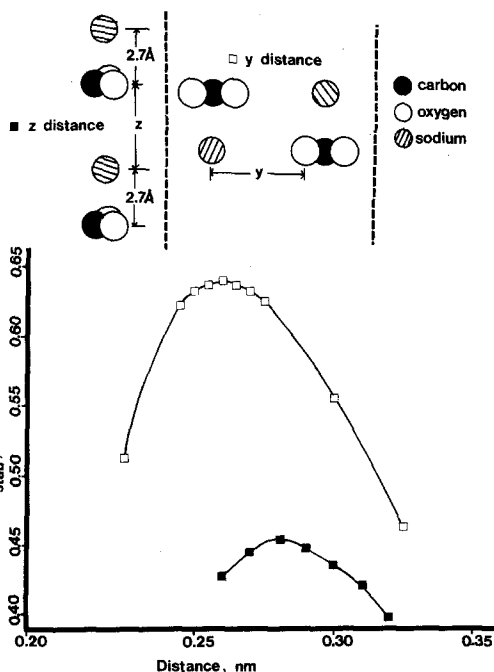 2.7Å
□ y distance
carbon
oxygen
■ z distance
z
sodium
2.7Å
y
0.65
0.60
0.55
0.50
0.45
0.40
0.20
0.25
0.30
0.35
Distance, nm